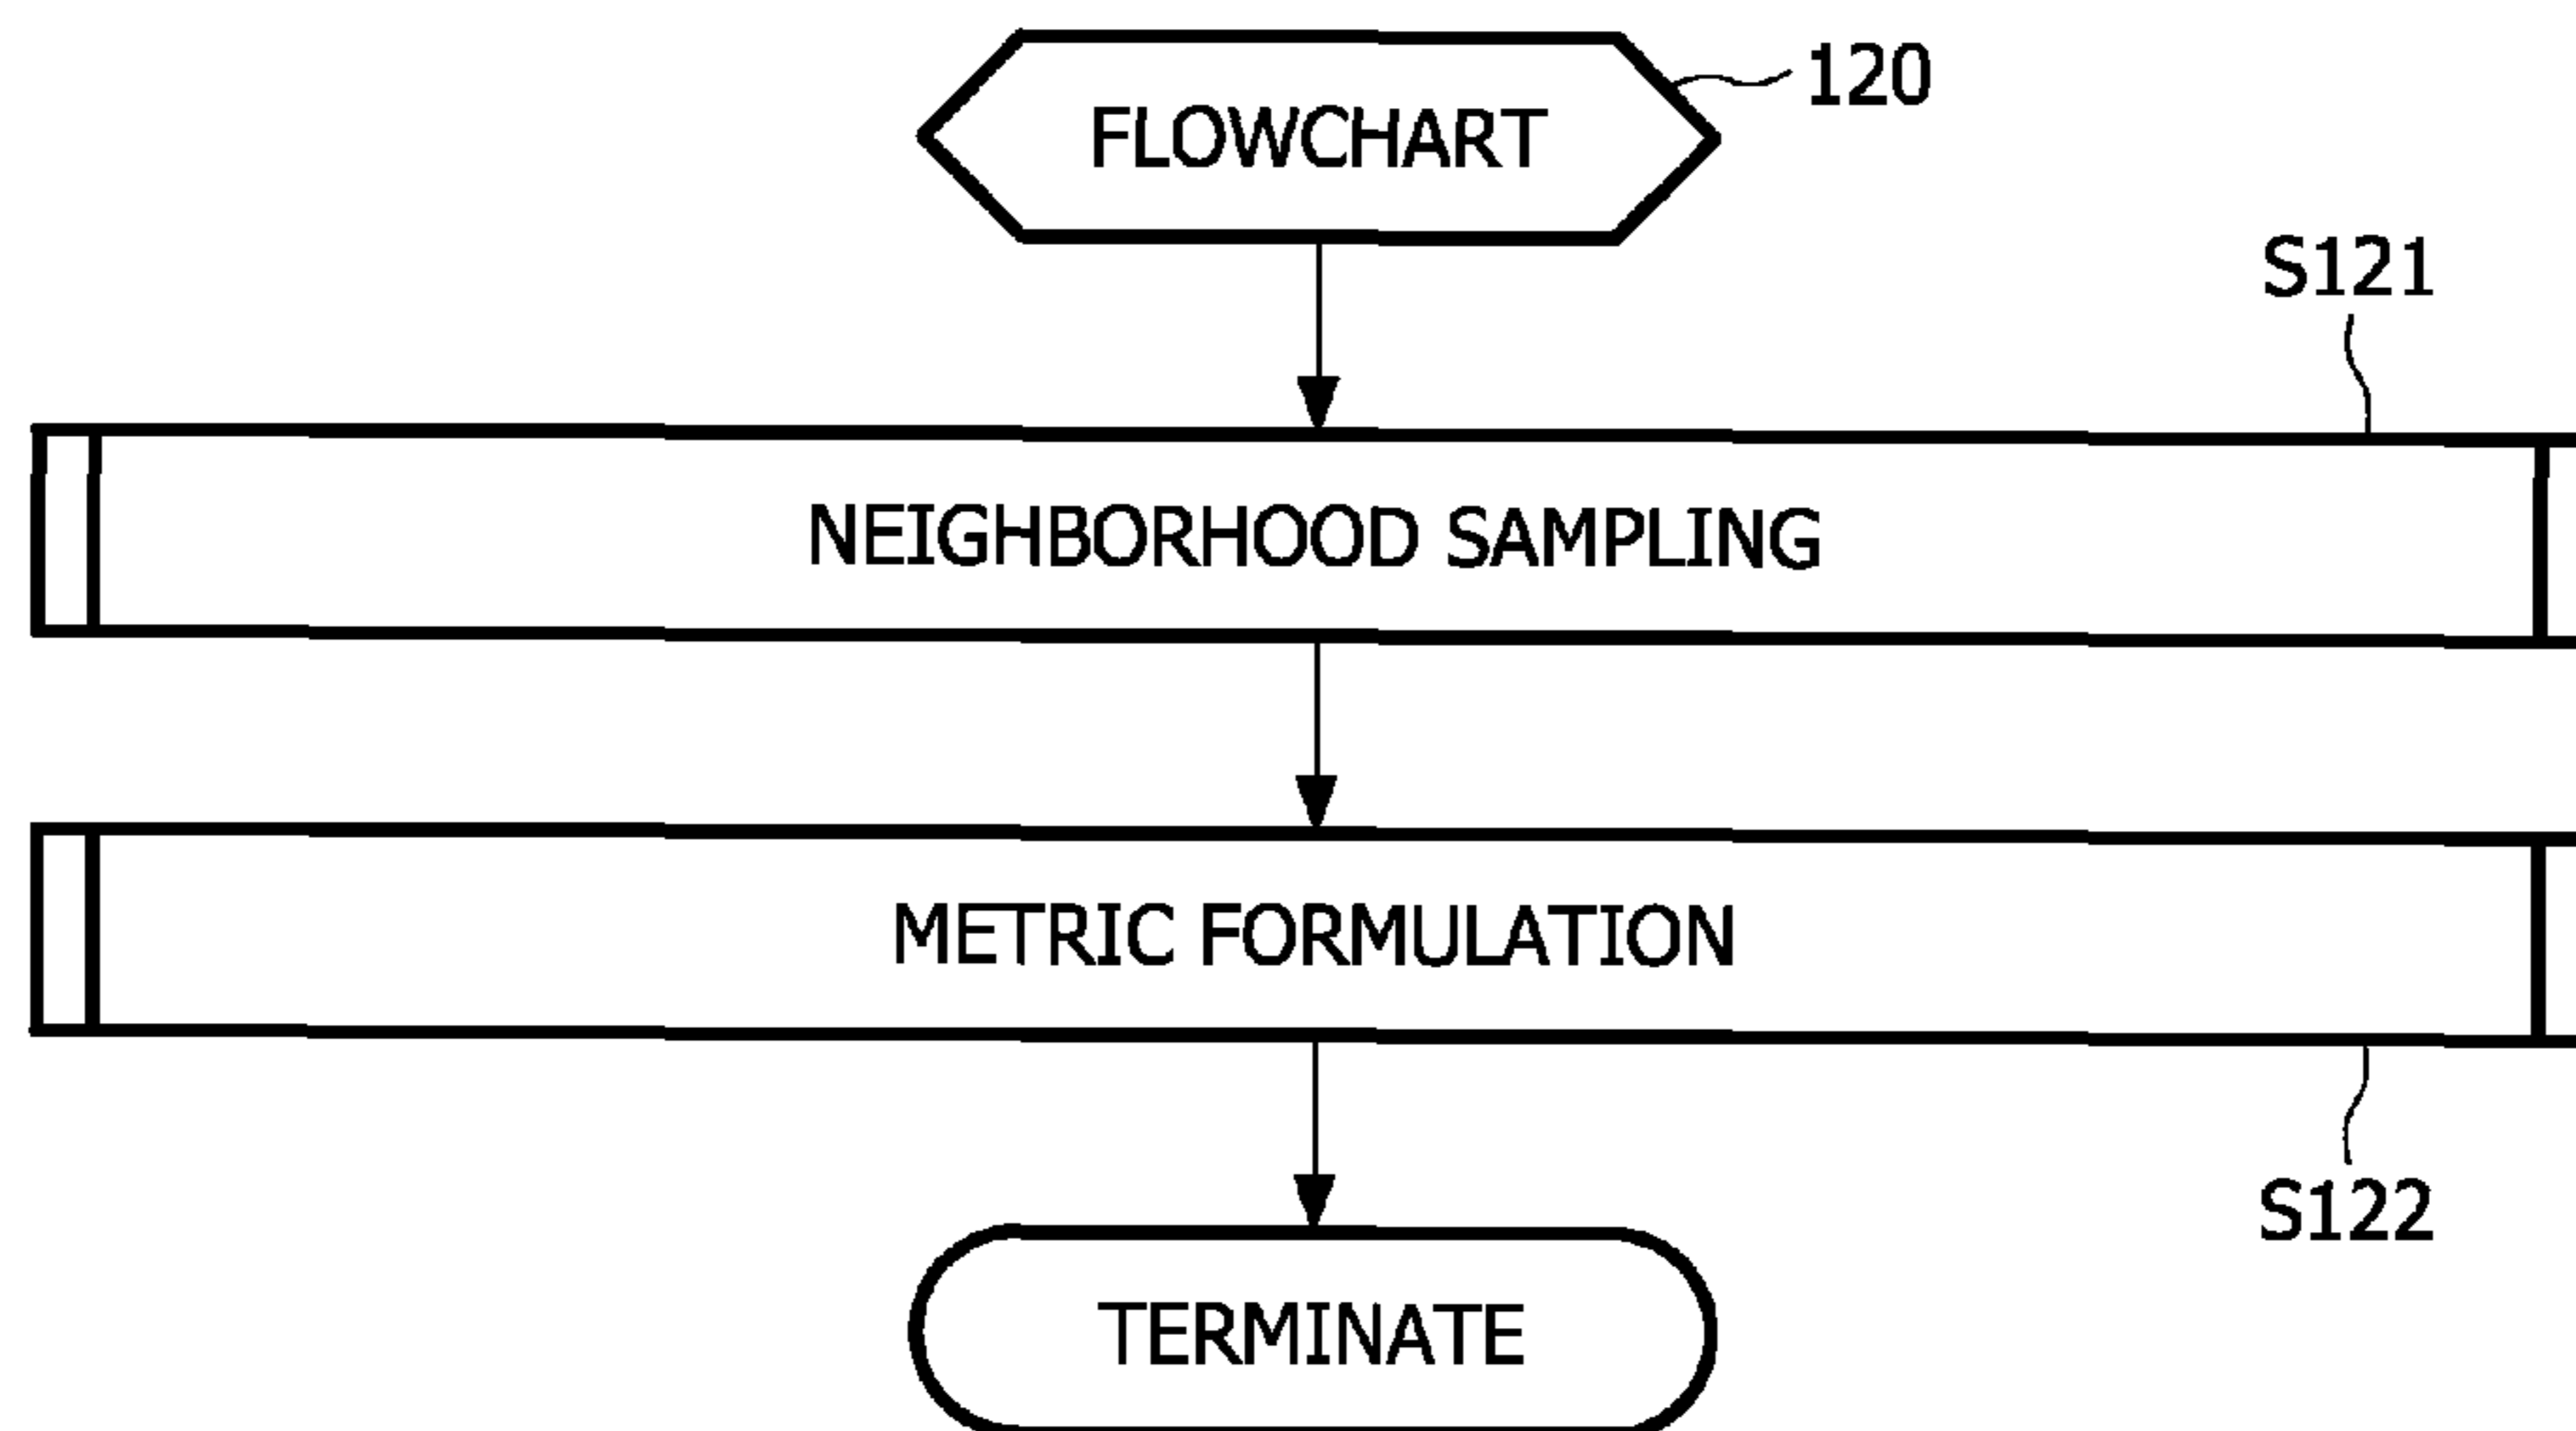 FLOWCHART
120
S121
NEIGHBORHOOD SAMPLING
METRIC FORMULATION
S122
TERMINATE